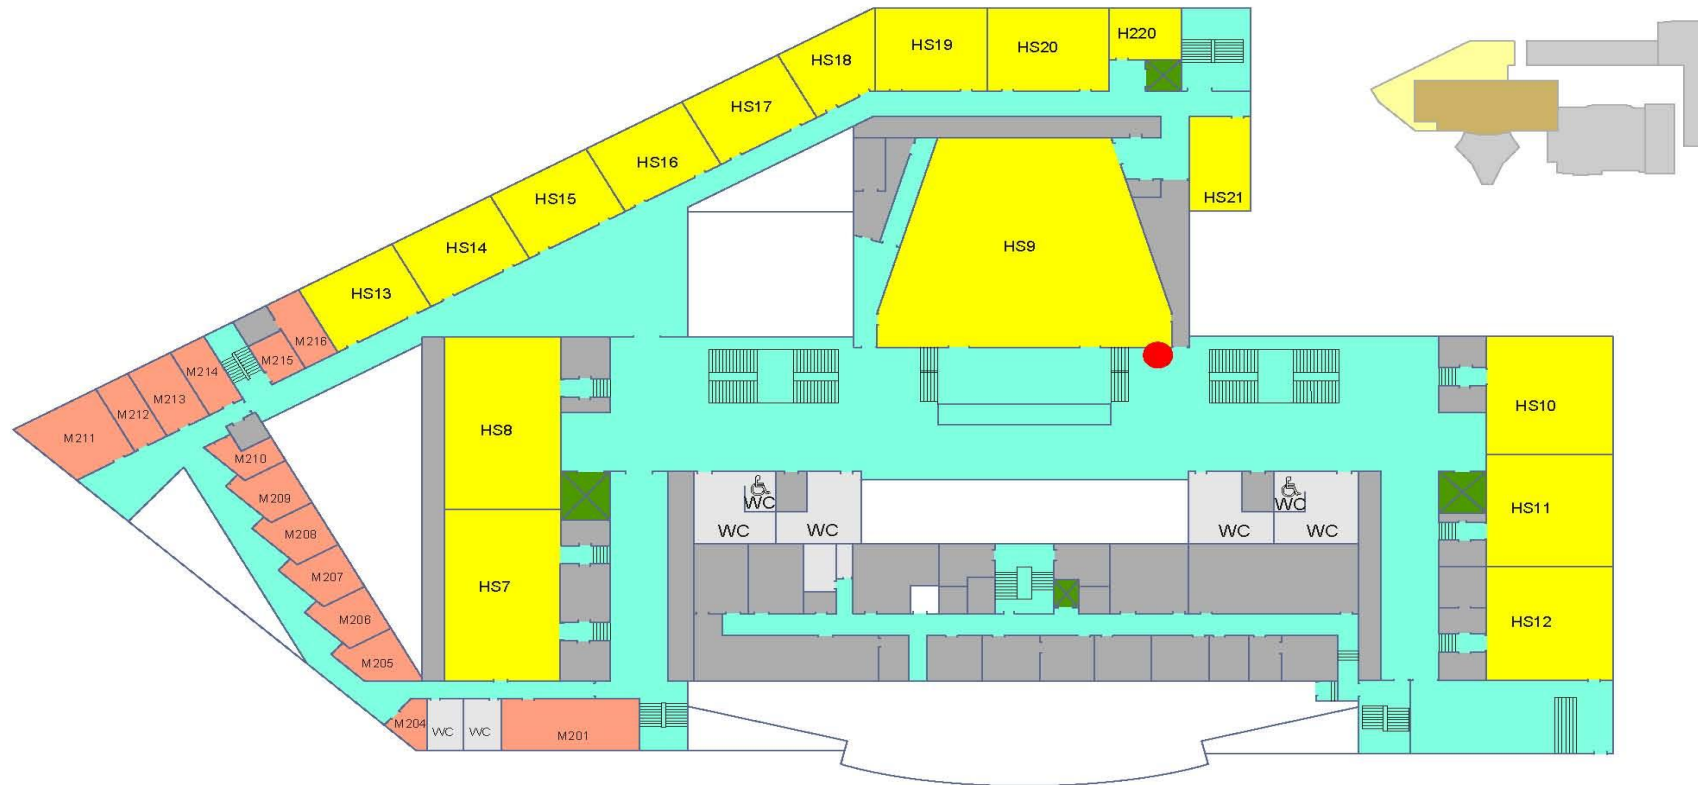 HS19
HS20
H220
HS18
HS17
HS16
HS15
HS14
HS13
HS21
HS9
M216
M215
M214
M213
M212
M211
M210
M209
M208
M207
M206
M205
M204
WC
WC
M201
HS8
HS7
WC
WC
WC
WC
WC
WC
HS10
HS11
HS12